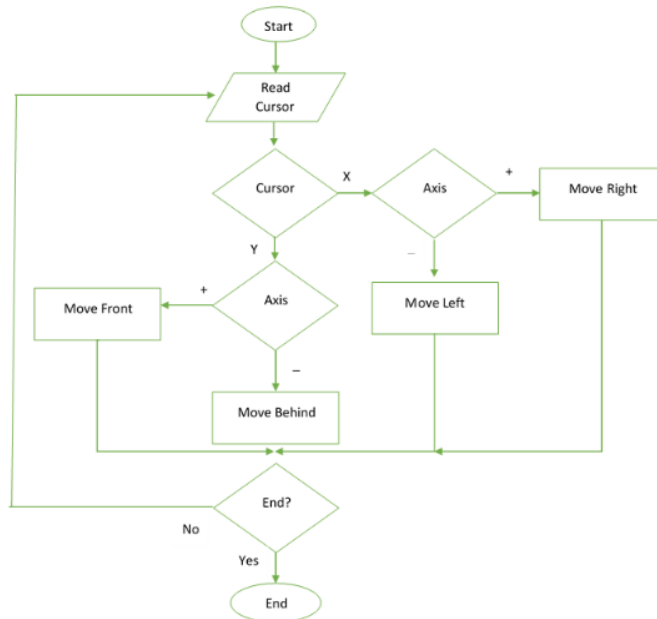 Start
Read
Cursor
Cursor
X
Axis
+
Move Right
Y
_
Move Left
Axis
+
Move Front
–
Move Behind
End?
No
Yes
End